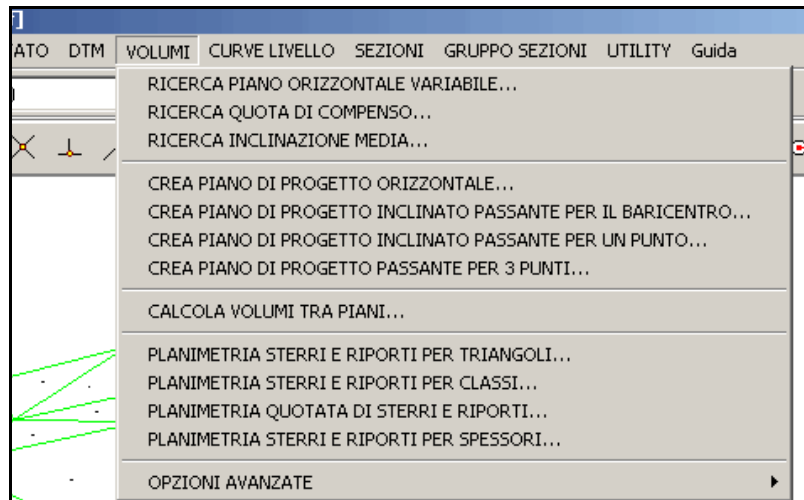 ]
ATO DTM VOLUMI CURVE LIVELLO SEZIONI GRUPPO SEZIONI UTILITY Guida
RICERCA PIANO ORIZZONTALE VARIABILE...
RICERCA QUOTA DI COMPENSO...
RICERCA INCLINAZIONE MEDIA...
CREA PIANO DI PROGETTO ORIZZONTALE...
CREA PIANO DI PROGETTO INCLINATO PASSANTE PER IL BARICENTRO...
CREA PIANO DI PROGETTO INCLINATO PASSANTE PER UN PUNTO...
CREA PIANO DI PROGETTO PASSANTE PER 3 PUNTI...
CALCOLA VOLUMI TRA PIANI...
PLANIMETRIA STERRI E RIPORTI PER TRIANGOLI...
PLANIMETRIA STERRI E RIPORTI PER CLASSI...
PLANIMETRIA QUOTATA DI STERRI E RIPORTI...
PLANIMETRIA STERRI E RIPORTI PER SPESSORI...
OPZIONI AVANZATE